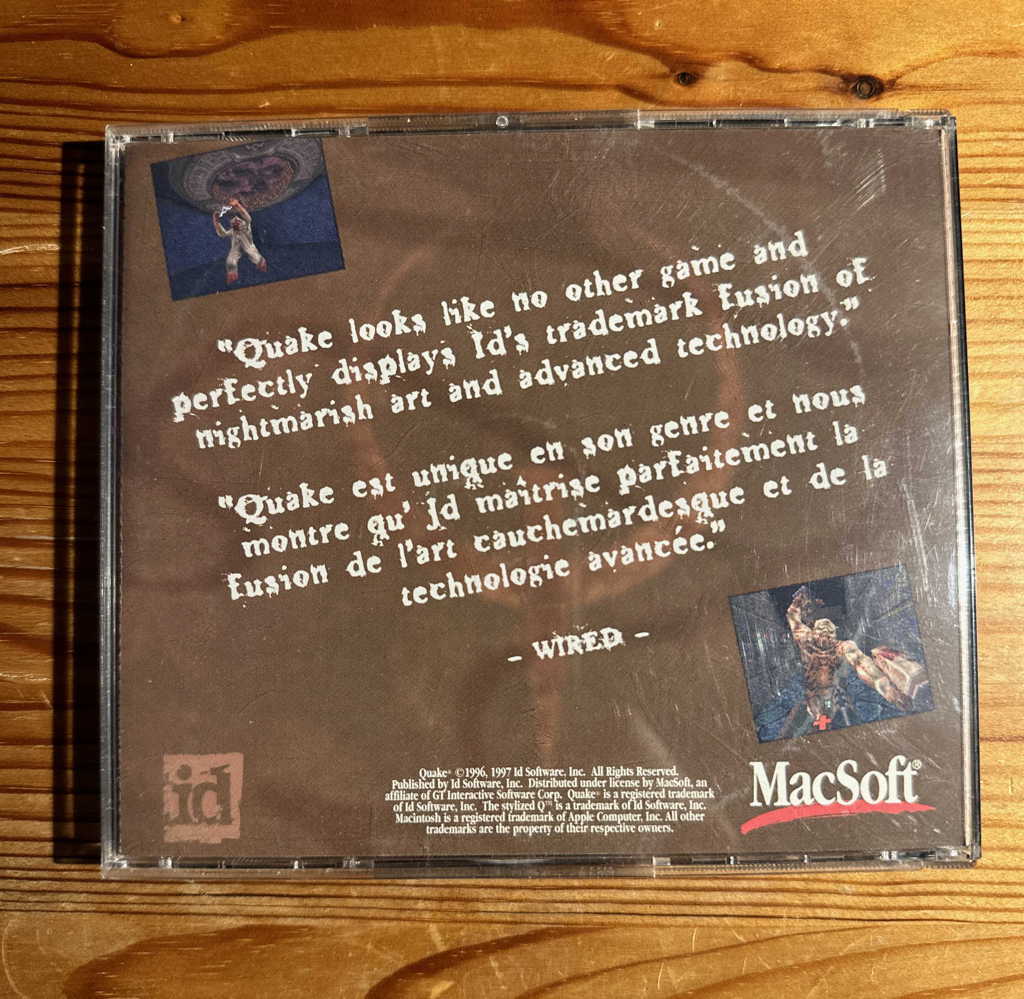 "Quake looks like no other game and
perfectly displays Id's trademark fusion of
nightmarish art and advanced technology."
"Quake est unique en son genre et nous
montre qu' Id maîtrise parfaitement la
fusion de l'art cauchemardesque et de la
technologie avancée."
- WIRED -
id
Quake® ©1996, 1997 Id Software, Inc. All Rights Reserved.
Published by Id Software, Inc. Distributed under license by MacSoft, an
affiliate of GT Interactive Software Corp. Quake® is a registered trademark
of Id Software, Inc. The stylized Q™ is a trademark of Id Software, Inc.
Macintosh is a registered trademark of Apple Computer, Inc. All other
trademarks are the property of their respective owners.
MacSoft®